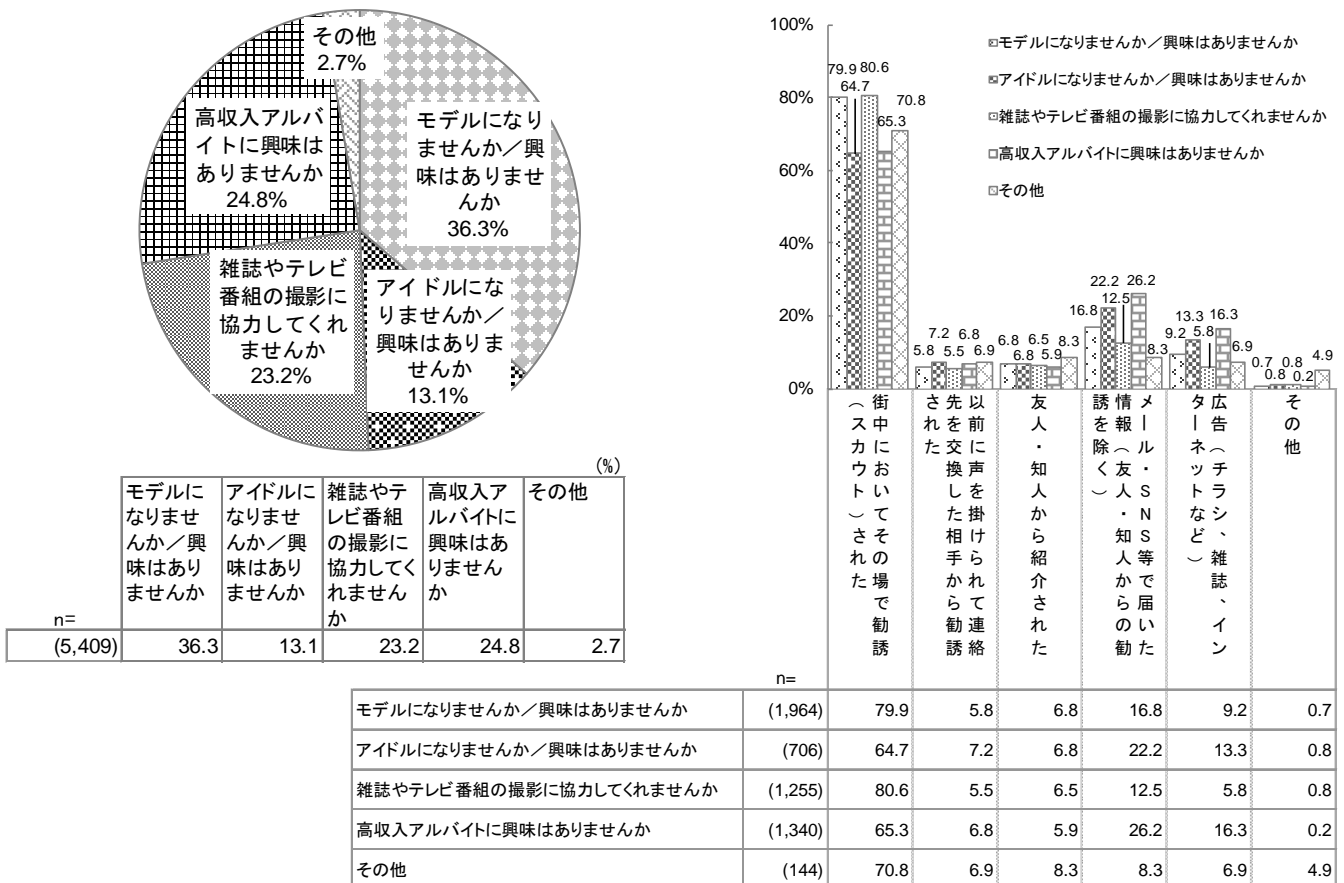 その他
2.7%
高収入アルバ
イトに興味は
ありませんか
24.8%
モデルになり
ませんか／興
味はありませ
んか
36.3%
雑誌やテレビ
番組の撮影に
協力してくれ
ませんか
23.2%
アイドルにな
りませんか／
興味はありま
せんか
13.1%
(%)
モデルに
なりませ
んか／興
味はあり
ませんか
アイドルに
なりませ
んか／興
味はあり
ませんか
雑誌やテ
レビ番組
の撮影に
協力してく
れません
か
高収入ア
ルバイトに
興味はあ
りません
か
その他
n=
(5,409) 36.3 13.1 23.2 24.8 2.7
100%
80%
60%
40%
20%
0%
モデルになりませんか／興味はありませんか
アイドルになりませんか／興味はありませんか
雑誌やテレビ番組の撮影に協力してくれませんか
高収入アルバイトに興味はありませんか
その他
79.9 64.7 80.6 65.3 70.8
5.8 7.2 5.5 6.8 6.9
6.8 6.8 6.5 5.9 8.3
16.8 22.2 12.5 26.2 8.3
9.2 13.3 5.8 16.3 6.9
0.7 0.8 0.8 0.2 4.9
街中においてその場で勧誘
（スカウト）された
以前に声を掛けられて連絡
先を交換した相手から勧誘
された
友人・知人から紹介された
メール・SNS等で届いた
情報（友人・知人からの勧
誘を除く）
広告（チラシ、雑誌、イン
ターネットなど）
その他
n=
モデルになりませんか／興味はありませんか (1,964) 79.9 5.8 6.8 16.8 9.2 0.7
アイドルになりませんか／興味はありませんか (706) 64.7 7.2 6.8 22.2 13.3 0.8
雑誌やテレビ番組の撮影に協力してくれませんか (1,255) 80.6 5.5 6.5 12.5 5.8 0.8
高収入アルバイトに興味はありませんか (1,340) 65.3 6.8 5.9 26.2 16.3 0.2
その他 (144) 70.8 6.9 8.3 8.3 6.9 4.9